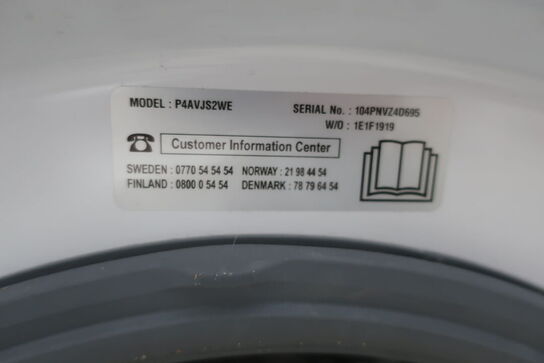 MODEL : P4AVJS2WE SERIAL No. : 104PNVZ4D695
W/O : 1E1F1919
Customer Information Center
SWEDEN : 0770 54 54 54 NORWAY : 21 98 44 54
FINLAND : 0800 0 54 54 DENMARK : 78 79 64 54